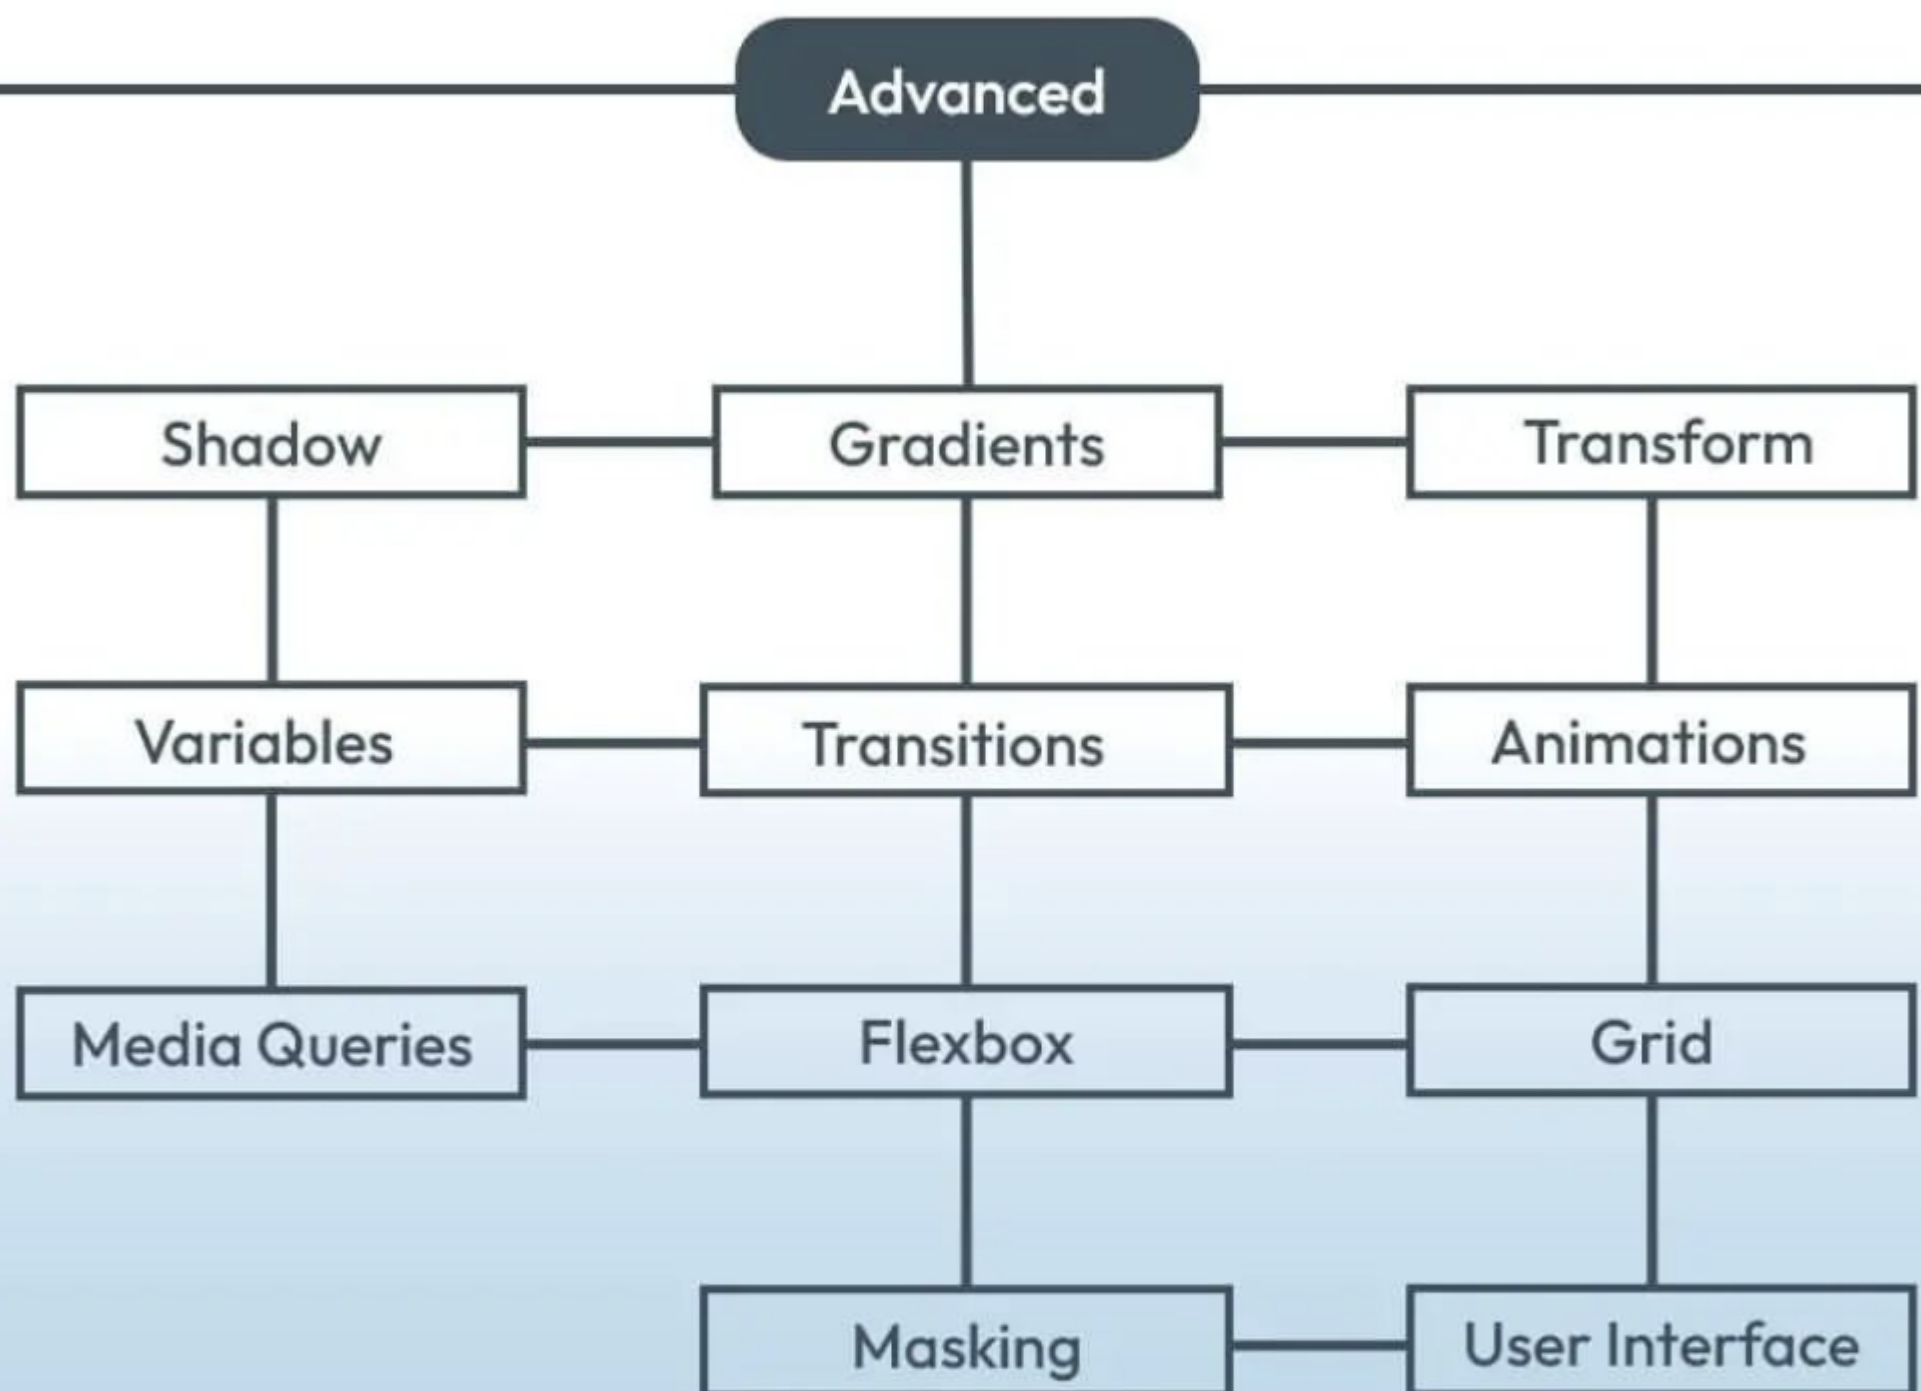 Advanced
Shadow
Gradients
Transform
Variables
Transitions
Animations
Media Queries
Flexbox
Grid
Masking
User Interface